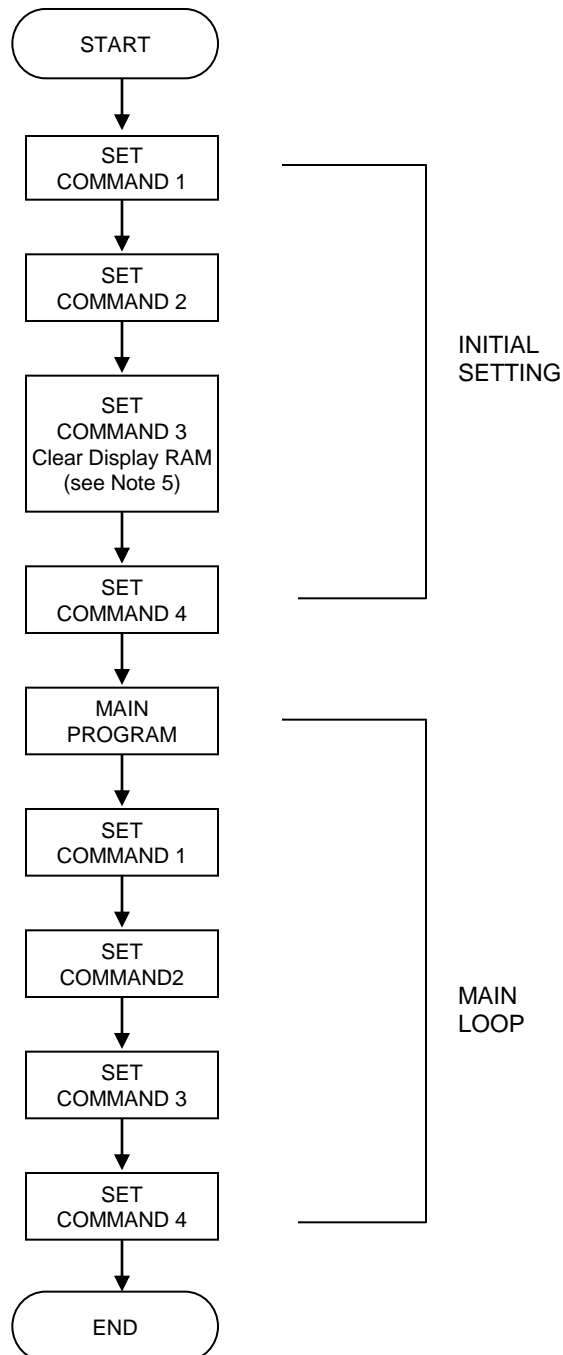 START
SET
COMMAND 1
SET
COMMAND 2
SET
COMMAND 3
Clear Display RAM
(see Note 5)
SET
COMMAND 4
INITIAL
SETTING
MAIN
PROGRAM
SET
COMMAND 1
SET
COMMAND2
SET
COMMAND 3
SET
COMMAND 4
MAIN
LOOP
END